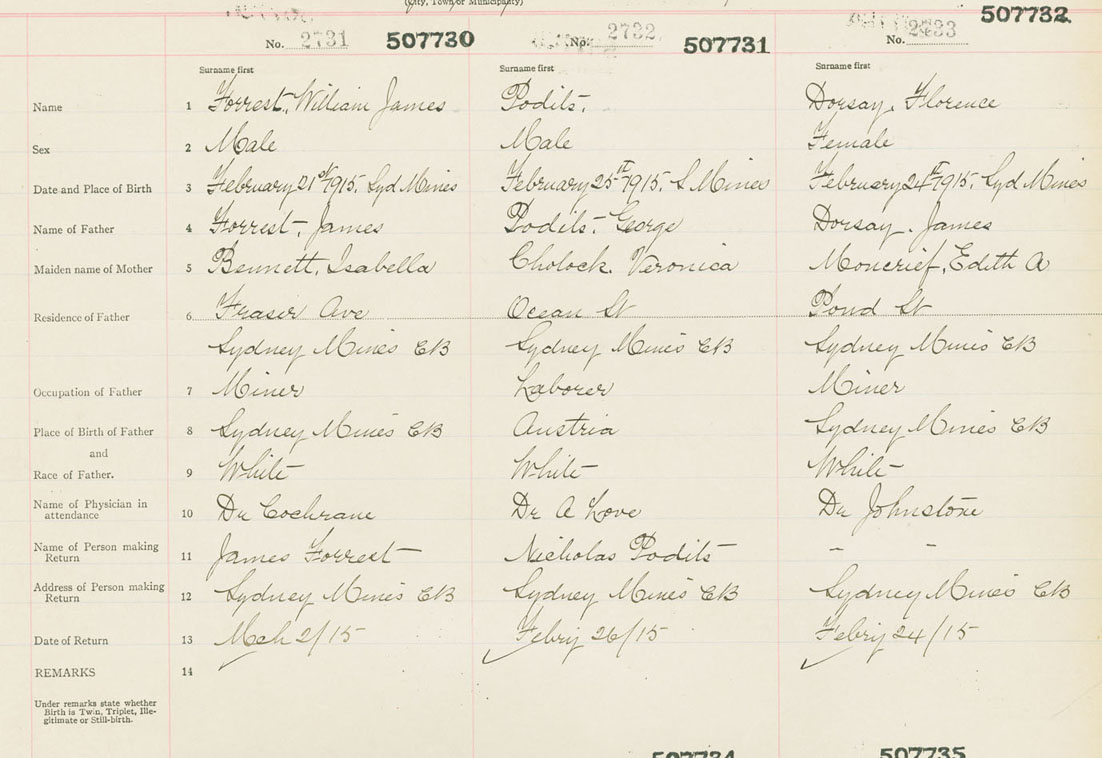 (City, Town or Municipality)
No. 2731 507730 No. 2732 507731 No. 507732
Surname first Surname first Surname first
Name 1 Forrest, William James Podits, Dorsay, Florence
Sex 2 Male Male Female
Date and Place of Birth 3 February 21st 1915. Syd Mines February 25th 1915. S. Mines February 24th 1915. Syd Mines
Name of Father 4 Forrest, James Podits, George Dorsay, James
Maiden name of Mother 5 Bennett, Isabella Cholock, Veronica Moncrief, Edith A
Residence of Father 6 Fraser Ave Ocean St Pond St
Sydney Mines CB Sydney Mines CB Sydney Mines CB
Occupation of Father 7 Miner Laborer Miner
Place of Birth of Father 8 Sydney Mines CB Austria Sydney Mines CB
and
Race of Father. 9 White White White
Name of Physician in
attendance 10 Dr Cochrane Dr A Love Dr Johnstone
Name of Person making
Return 11 James Forrest Nicholas Podits - -
Address of Person making
Return 12 Sydney Mines CB Sydney Mines CB Sydney Mines CB
Date of Return 13 Mch 2/15 Febry 26/15 Febry 24/15
REMARKS 14
Under remarks state whether
Birth is Twin, Triplet, Ille-
gitimate or Still-birth.
507734 507735